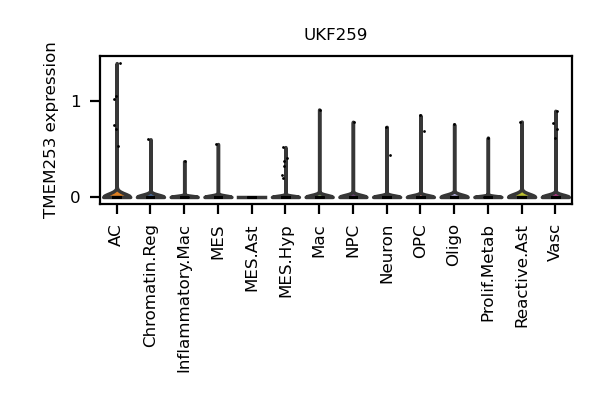 UKF259
TMEM253 expression
1
0
AC
Chromatin.Reg
Inflammatory.Mac
MES
MES.Ast
MES.Hyp
Mac
NPC
Neuron
OPC
Oligo
Prolif.Metab
Reactive.Ast
Vasc